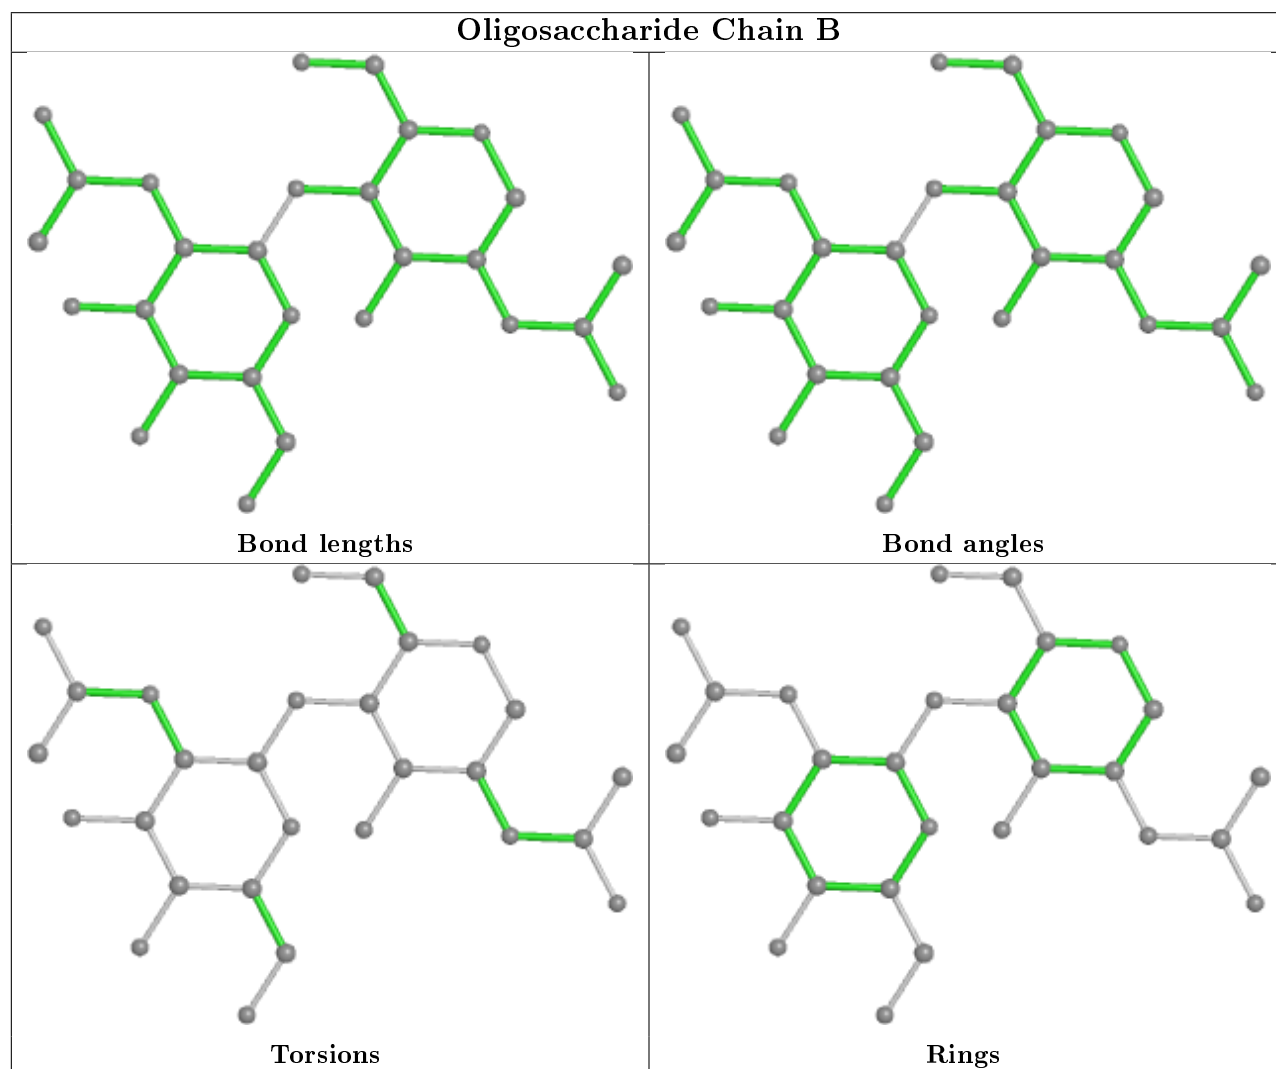 Oligosaccharide Chain B
Bond lengths
Bond angles
Torsions
Rings